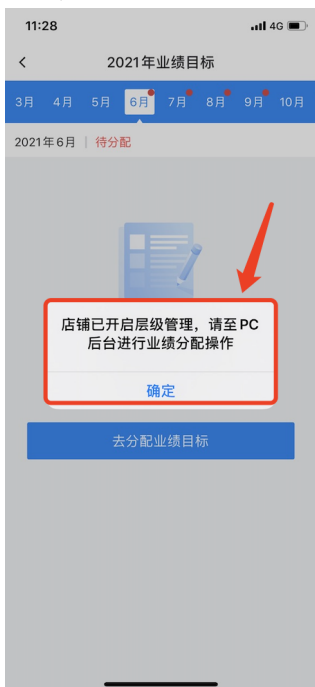 11:28
4G
2021年业绩目标
3月 4月 5月 6月 7月 8月 9月 10月
2021年6月 | 待分配
店铺已开启层级管理，请至PC
后台进行业绩分配操作
确定
去分配业绩目标